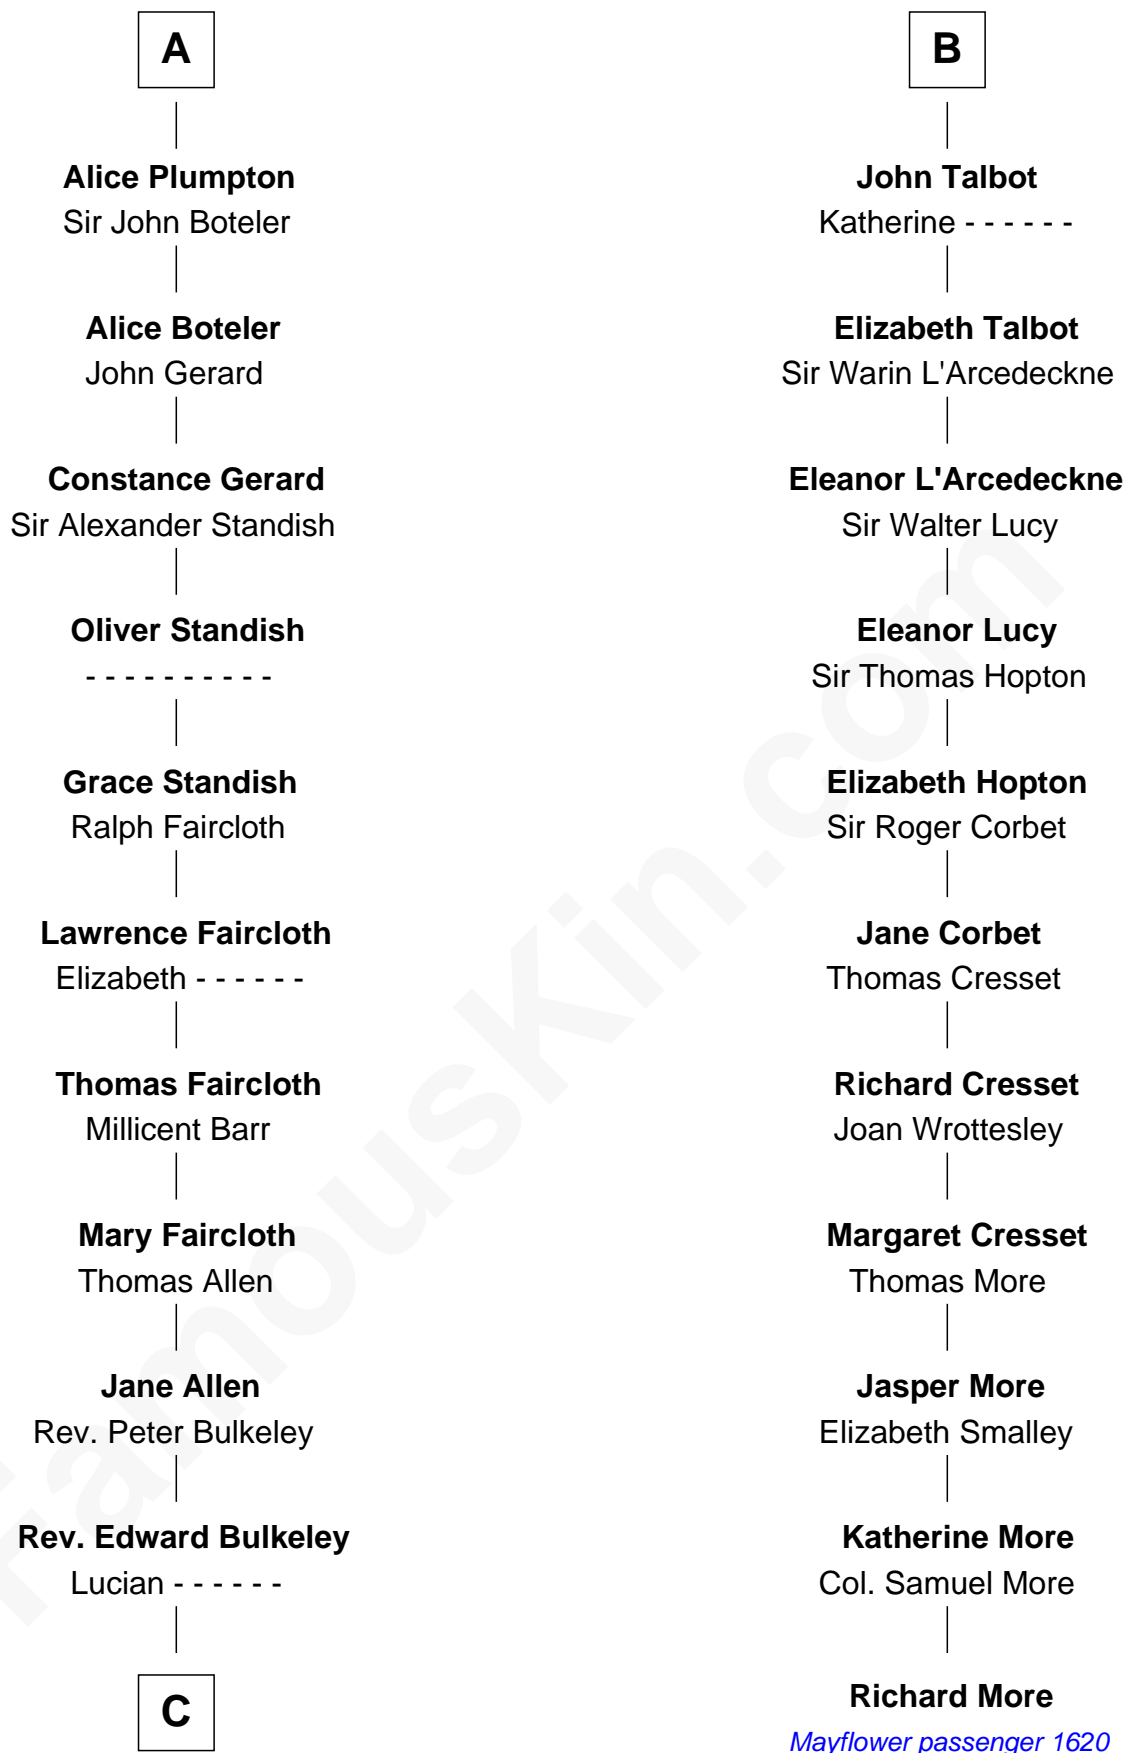 A
Alice Plumpton
Sir John Boteler
Alice Boteler
John Gerard
Constance Gerard
Sir Alexander Standish
Oliver Standish
- - - - - - - - - -
Grace Standish
Ralph Faircloth
Lawrence Faircloth
Elizabeth - - - - - -
Thomas Faircloth
Millicent Barr
Mary Faircloth
Thomas Allen
Jane Allen
Rev. Peter Bulkeley
Rev. Edward Bulkeley
Lucian - - - - - -
C
B
John Talbot
Katherine - - - - - -
Elizabeth Talbot
Sir Warin L'Arcedeckne
Eleanor L'Arcedeckne
Sir Walter Lucy
Eleanor Lucy
Sir Thomas Hopton
Elizabeth Hopton
Sir Roger Corbet
Jane Corbet
Thomas Cresset
Richard Cresset
Joan Wrottesley
Margaret Cresset
Thomas More
Jasper More
Elizabeth Smalley
Katherine More
Col. Samuel More
Richard More
Mayflower passenger 1620
FamousKin.com